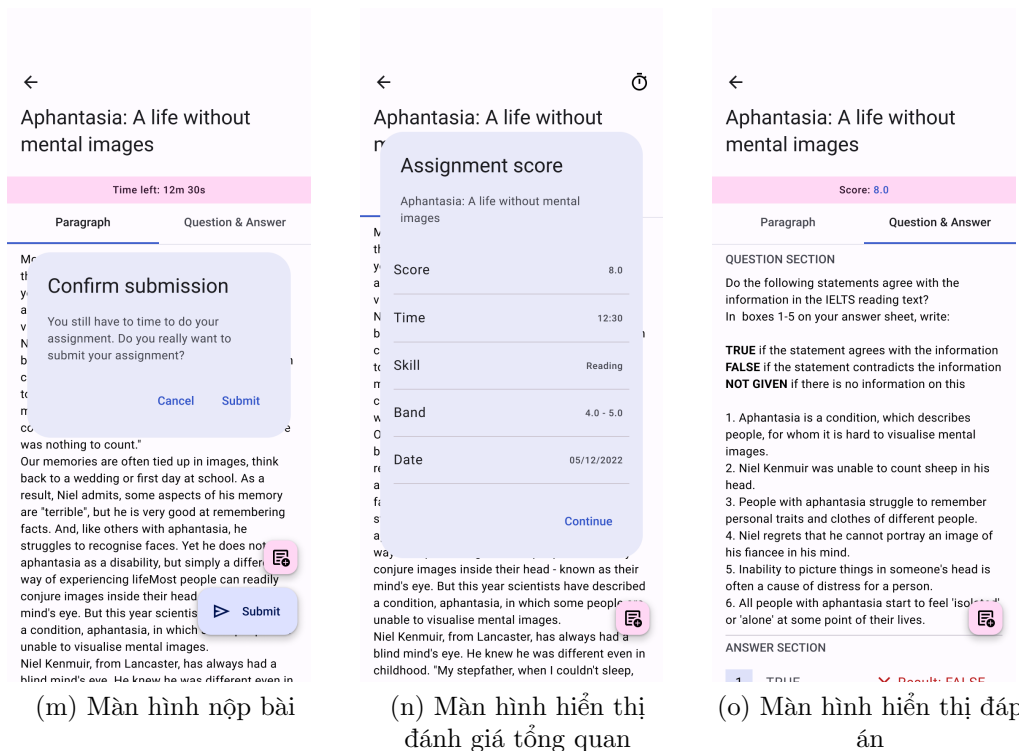 Aphantasia: A life without
mental images
Time left: 12m 30s
Paragraph
Question & Answer
Mo
th
Confirm submission
You still have to time to do your
assignment. Do you really want to
submit your assignment?
Cancel
Submit
was nothing to count."
Our memories are often tied up in images, think
back to a wedding or first day at school. As a
result, Niel admits, some aspects of his memory
are "terrible", but he is very good at remembering
facts. And, like others with aphantasia, he
struggles to recognise faces. Yet he does not
aphantasia as a disability, but simply a differe
way of experiencing lifeMost people can readily
conjure images inside their head
mind's eye. But this year scientis
Submit
a condition, aphantasia, in which
unable to visualise mental images.
Niel Kenmuir, from Lancaster, has always had a
blind mind's eye. He knew he was different even in
(m) Màn hình nộp bài
Aphantasia: A life without
Assignment score
Aphantasia: A life without mental
images
Score 8.0
Time 12:30
Skill Reading
Band 4.0 - 5.0
Date 05/12/2022
Continue
conjure images inside their head - known as their
mind's eye. But this year scientists have described
a condition, aphantasia, in which some people are
unable to visualise mental images.
Niel Kenmuir, from Lancaster, has always had a
blind mind's eye. He knew he was different even in
childhood. "My stepfather, when I couldn't sleep,
(n) Màn hình hiển thị
đánh giá tổng quan
Aphantasia: A life without
mental images
Score: 8.0
Paragraph
Question & Answer
QUESTION SECTION
Do the following statements agree with the
information in the IELTS reading text?
In boxes 1-5 on your answer sheet, write:
TRUE if the statement agrees with the information
FALSE if the statement contradicts the information
NOT GIVEN if there is no information on this
1. Aphantasia is a condition, which describes
people, for whom it is hard to visualise mental
images.
2. Niel Kenmuir was unable to count sheep in his
head.
3. People with aphantasia struggle to remember
personal traits and clothes of different people.
4. Niel regrets that he cannot portray an image of
his fiancee in his mind.
5. Inability to picture things in someone's head is
often a cause of distress for a person.
6. All people with aphantasia start to feel 'isolated'
or 'alone' at some point of their lives.
ANSWER SECTION
1 TRUE Result: FALSE
(o) Màn hình hiển thị đáp
án